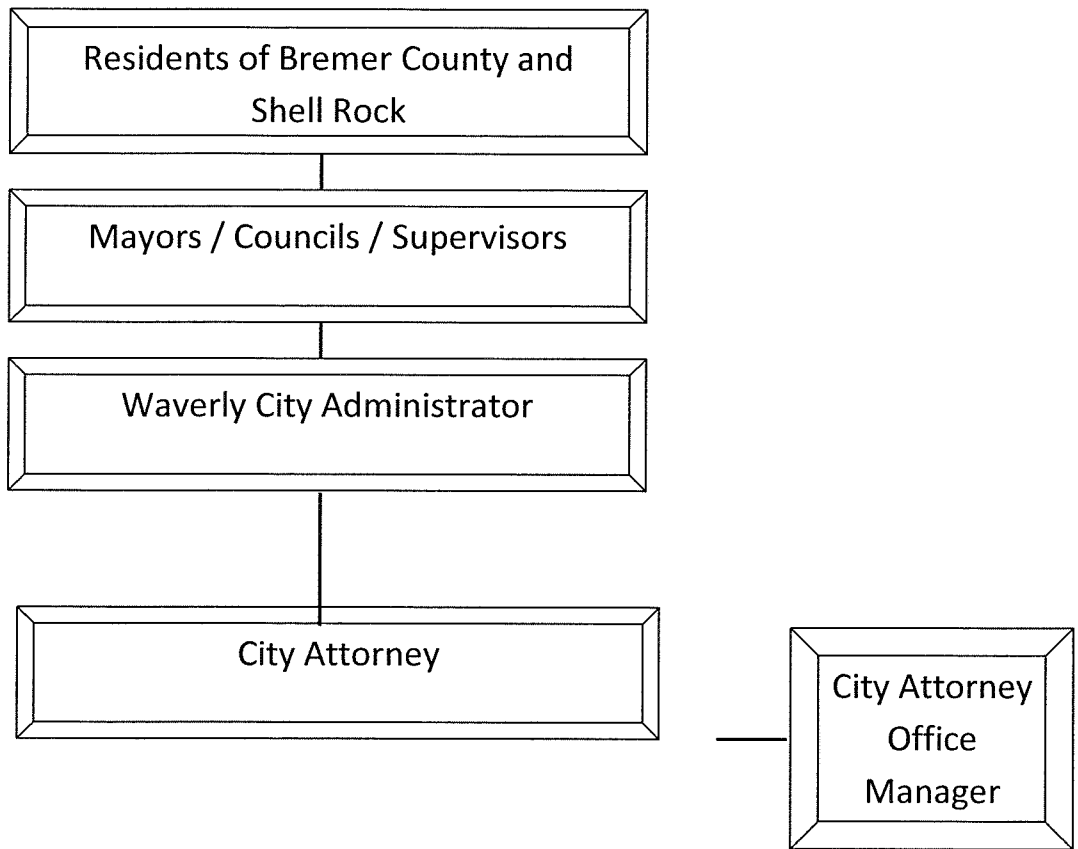 Residents of Bremer County and
Shell Rock
Mayors / Councils / Supervisors
Waverly City Administrator
City Attorney
City Attorney
Office
Manager